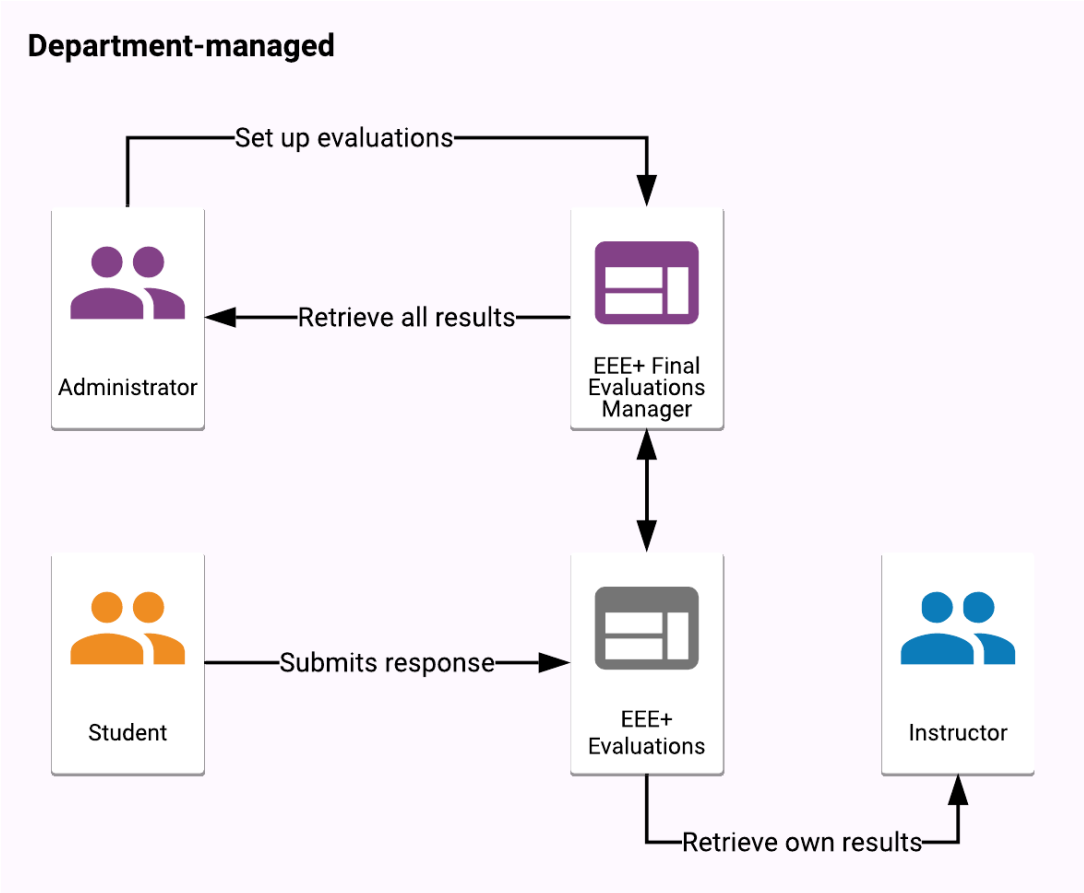 Department-managed
Set up evaluations
Retrieve all results
Administrator
EEE+ Final
Evaluations
Manager
Submits response
Student
EEE+
Evaluations
Instructor
Retrieve own results